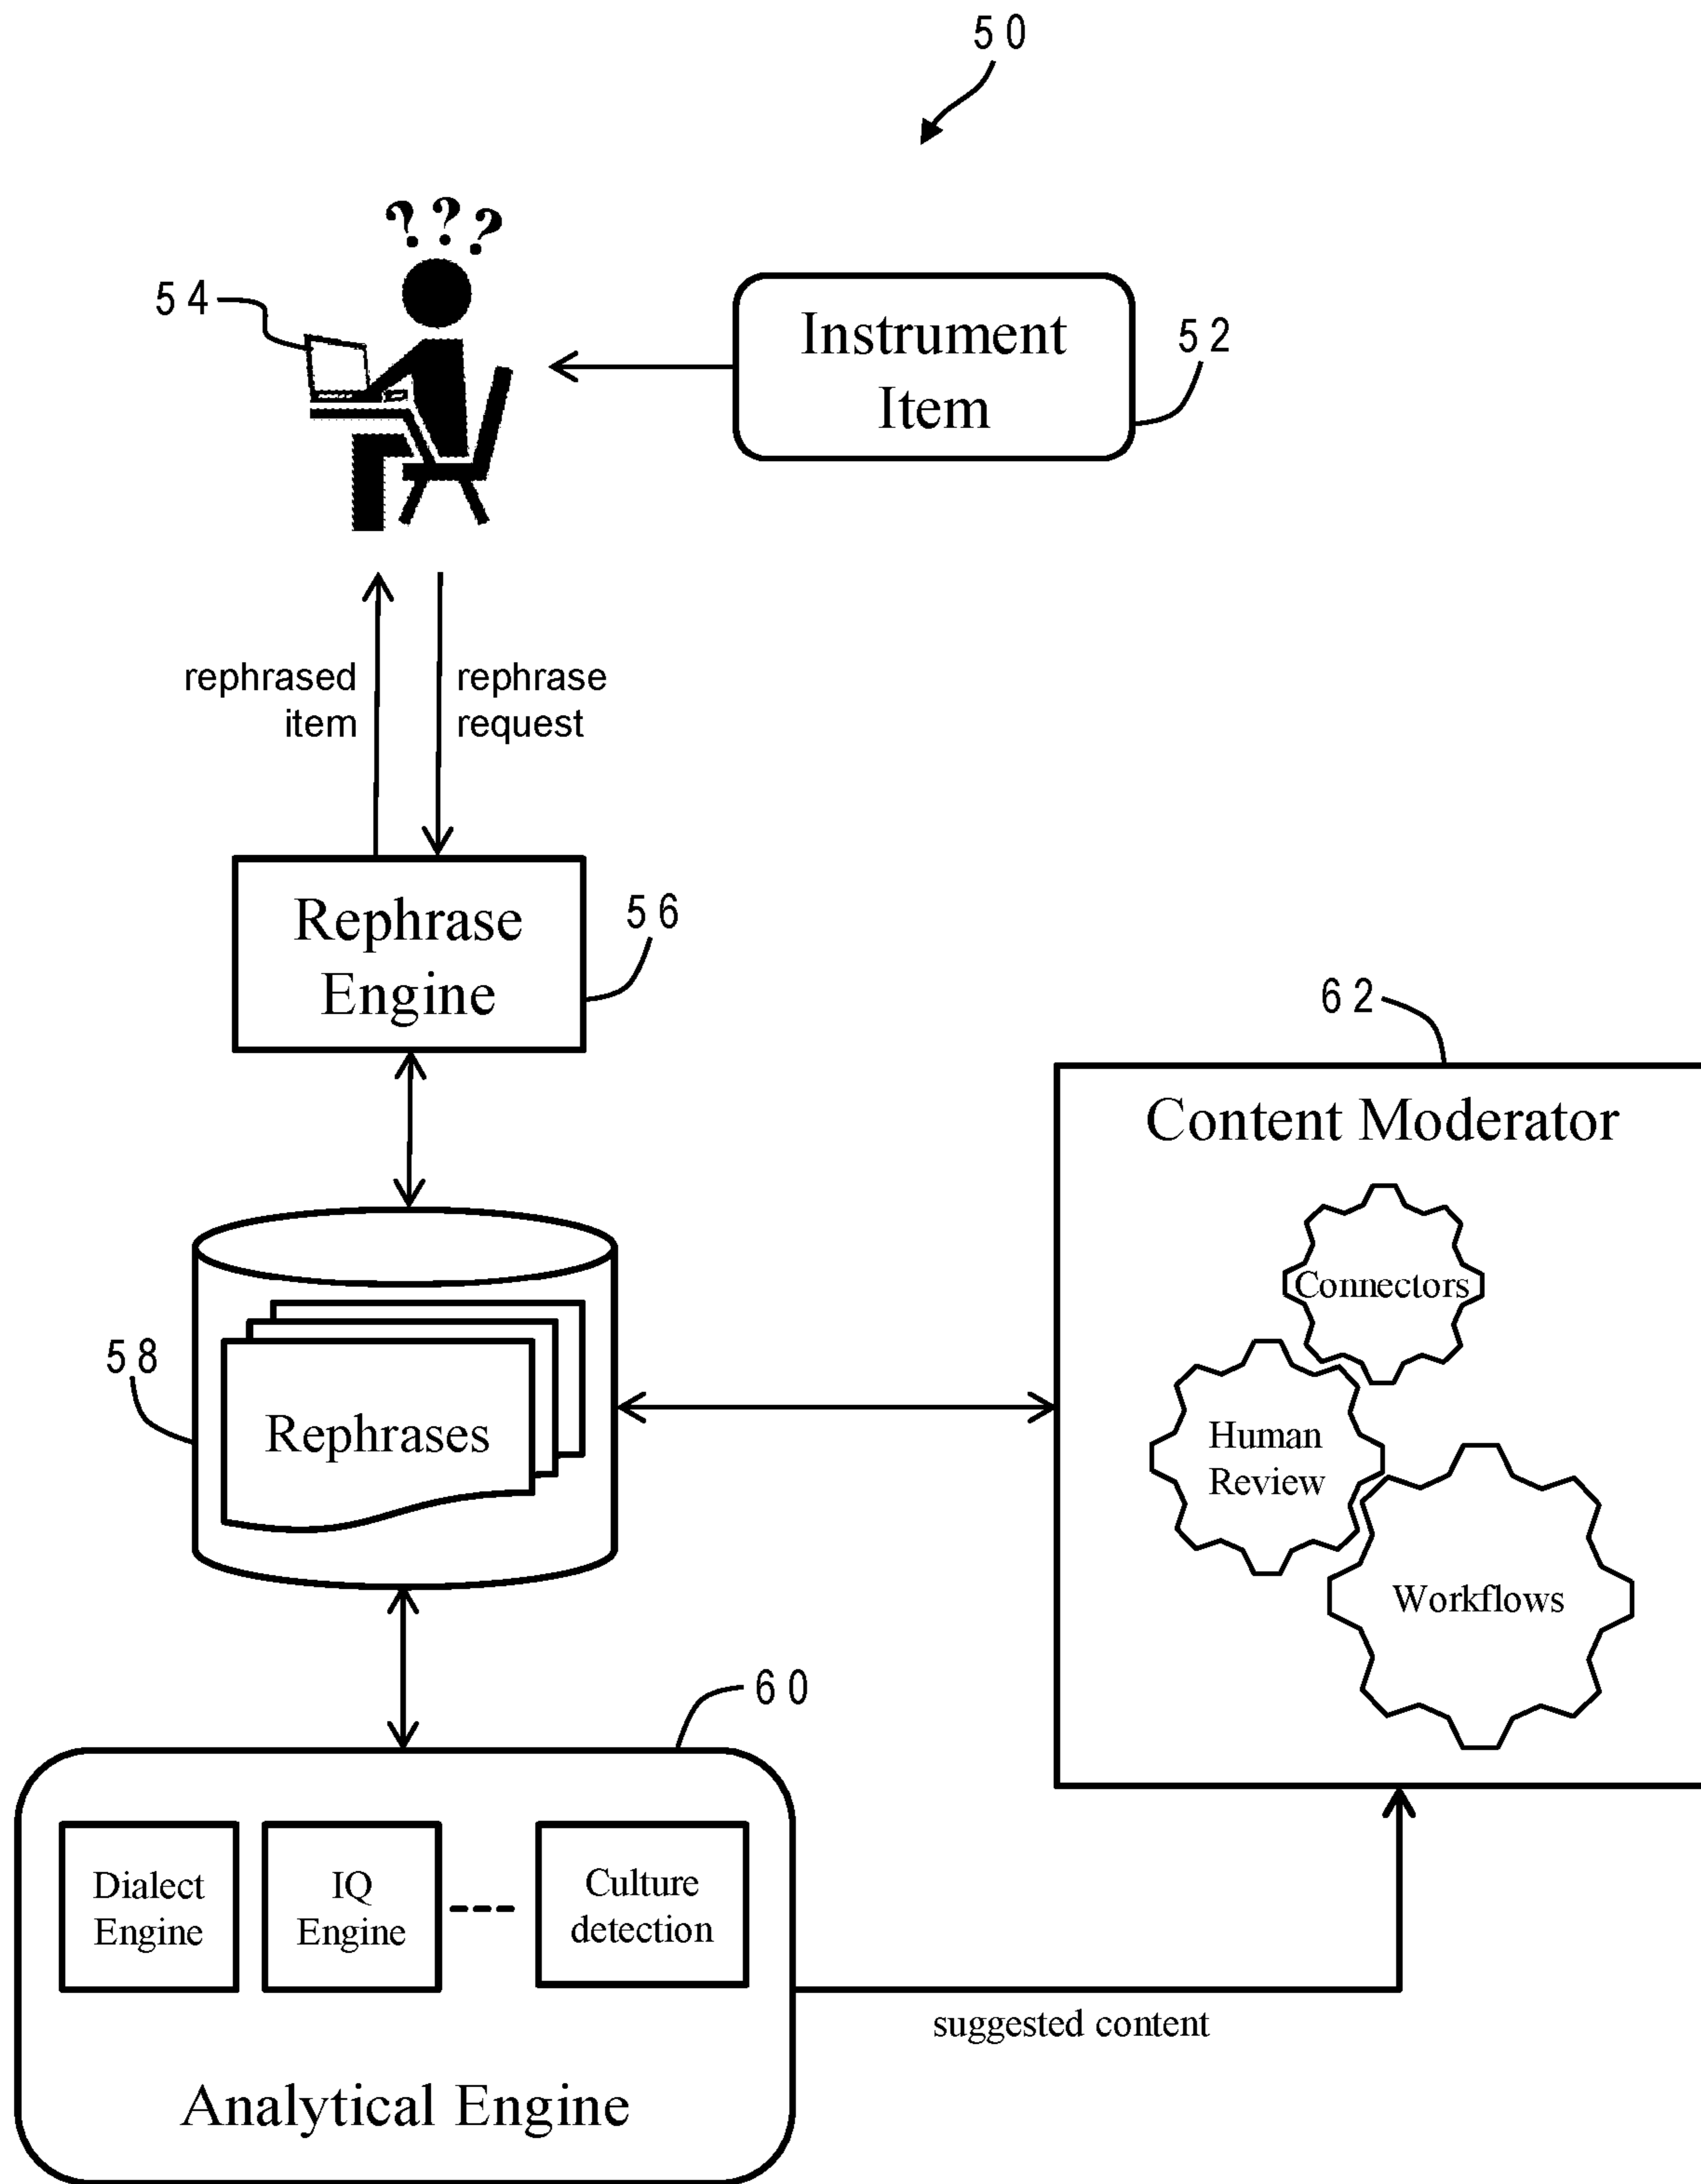 50
???
54
Instrument
Item
52
rephrased
item
rephrase
request
Rephrase
Engine
56
62
Content Moderator
Connectors
Human
Review
Workflows
58
Rephrases
60
Dialect
Engine
IQ
Engine
Culture
detection
suggested content
Analytical Engine